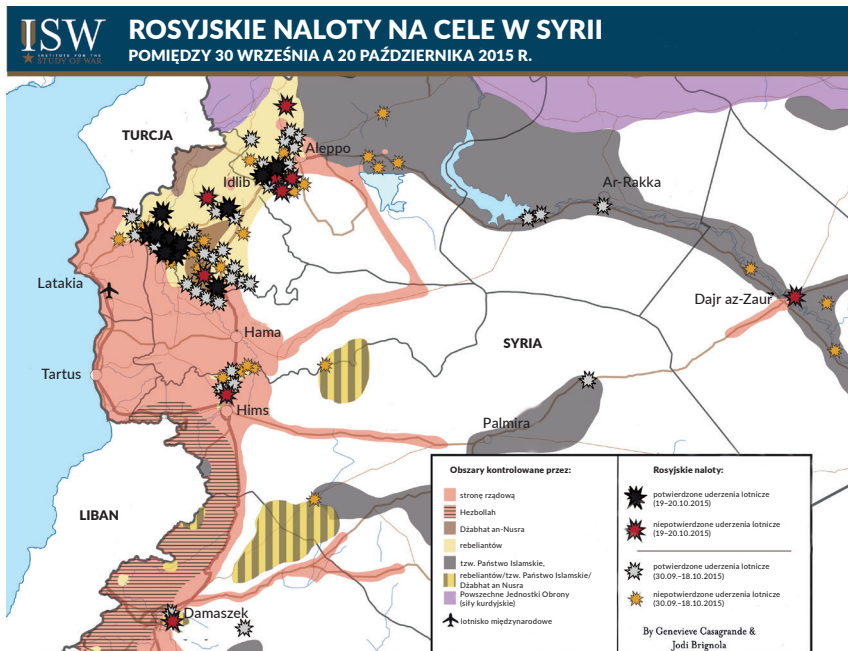 ISW
INSTITUTE FOR THE
STUDY OF WAR
ROSYJSKIE NALOTY NA CELE W SYRII
POMIĘDZY 30 WRZEŚNIA A 20 PAŹDZIERNIKA 2015 R.
TURCJA
Aleppo
Idlib
Ar-Rakka
Latakia
Dajr az-Zaur
Hama
SYRIA
Tartus
Hims
Palmira
LIBAN
Damaszek
Obszary kontrolowane przez:
stronę rządową
Hezbollah
Dżabhat an-Nusra
rebeliantów
tzw. Państwo Islamskie,
rebeliantów/tzw. Państwo Islamskie/
Dżabhat an Nusra
Powszechne Jednostki Obrony
(siły kurdyjskie)
lotnisko międzynarodowe
Rosyjskie naloty:
potwierdzone uderzenia lotnicze
(19–20.10.2015)
niepotwierdzone uderzenia lotnicze
(19–20.10.2015)
potwierdzone uderzenia lotnicze
(30.09.–18.10.2015)
niepotwierdzone uderzenia lotnicze
(30.09.–18.10.2015)
By Genevieve Casagrande &
Jodi Brignola